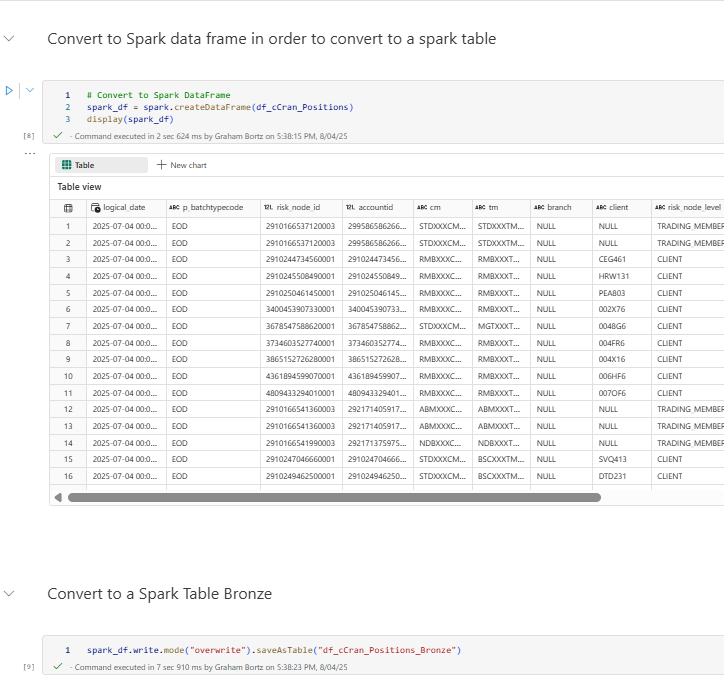 Convert to Spark data frame in order to convert to a spark table
1 # Convert to Spark DataFrame
2 spark_df = spark.createDataFrame(df_cCran_Positions)
3 display(spark_df)
[8] - Command executed in 2 sec 624 ms by Graham Bortz on 5:38:15 PM, 8/04/25
...
Table New chart
Table view
logical_date ABC p_batchtypecode 12L risk_node_id 12L accountid ABC cm ABC tm ABC branch ABC client ABC risk_node_level
1 2025-07-04 00:0... EOD 2910166537120003 299586586266... STDXXXCM... STDXXXTM... NULL NULL TRADING_MEMBER
2 2025-07-04 00:0... EOD 2910166537120003 299586586266... STDXXXCM... STDXXXTM... NULL NULL TRADING_MEMBER
3 2025-07-04 00:0... EOD 2910244734560001 291024473456... RMBXXXC... RMBXXXT... NULL CEG461 CLIENT
4 2025-07-04 00:0... EOD 2910245508490001 291024550849... RMBXXXC... RMBXXXT... NULL HRW131 CLIENT
5 2025-07-04 00:0... EOD 2910250461450001 291025046145... RMBXXXC... RMBXXXT... NULL PEA803 CLIENT
6 2025-07-04 00:0... EOD 3400453907330001 340045390733... RMBXXXC... RMBXXXT... NULL 002X76 CLIENT
7 2025-07-04 00:0... EOD 3678547588620001 367854758862... STDXXXCM... MGTXXXT... NULL 0048G6 CLIENT
8 2025-07-04 00:0... EOD 3734603527740001 373460352774... RMBXXXC... RMBXXXT... NULL 004FR6 CLIENT
9 2025-07-04 00:0... EOD 3865152726280001 386515272628... RMBXXXC... RMBXXXT... NULL 004X16 CLIENT
10 2025-07-04 00:0... EOD 4361894599070001 436189459907... RMBXXXC... RMBXXXT... NULL 006HF6 CLIENT
11 2025-07-04 00:0... EOD 4809433294010001 480943329401... RMBXXXC... RMBXXXT... NULL 007OF6 CLIENT
12 2025-07-04 00:0... EOD 2910166541360003 292171405917... ABMXXXC... ABMXXXT... NULL NULL TRADING_MEMBER
13 2025-07-04 00:0... EOD 2910166541360003 292171405917... ABMXXXC... ABMXXXT... NULL NULL TRADING_MEMBER
14 2025-07-04 00:0... EOD 2910166541990003 292171375975... NDBXXXC... NDBXXXT... NULL NULL TRADING_MEMBER
15 2025-07-04 00:0... EOD 2910247046660001 291024704666... STDXXXCM... BSCXXXTM... NULL SVQ413 CLIENT
16 2025-07-04 00:0... EOD 2910249462500001 291024946250... STDXXXCM... BSCXXXTM... NULL DTD231 CLIENT
Convert to a Spark Table Bronze
1 spark_df.write.mode("overwrite").saveAsTable("df_cCran_Positions_Bronze")
[9] - Command executed in 7 sec 910 ms by Graham Bortz on 5:38:23 PM, 8/04/25